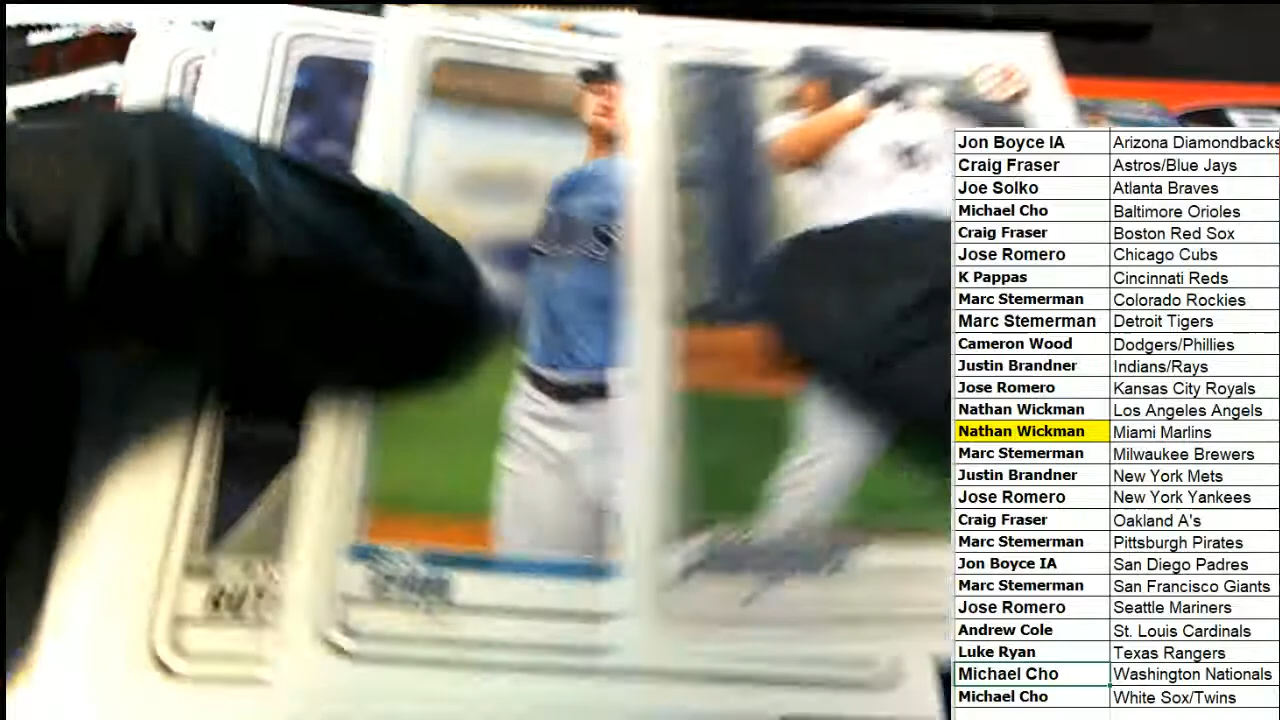 Jon Boyce IA Arizona Diamondbacks
Craig Fraser Astros/Blue Jays
Joe Solko Atlanta Braves
Michael Cho Baltimore Orioles
Craig Fraser Boston Red Sox
Jose Romero Chicago Cubs
K Pappas Cincinnati Reds
Marc Stemerman Colorado Rockies
Marc Stemerman Detroit Tigers
Cameron Wood Dodgers/Phillies
Justin Brandner Indians/Rays
Jose Romero Kansas City Royals
Nathan Wickman Los Angeles Angels
Nathan Wickman Miami Marlins
Marc Stemerman Milwaukee Brewers
Justin Brandner New York Mets
Jose Romero New York Yankees
Craig Fraser Oakland A's
Marc Stemerman Pittsburgh Pirates
Jon Boyce IA San Diego Padres
Marc Stemerman San Francisco Giants
Jose Romero Seattle Mariners
Andrew Cole St. Louis Cardinals
Luke Ryan Texas Rangers
Michael Cho Washington Nationals
Michael Cho White Sox/Twins